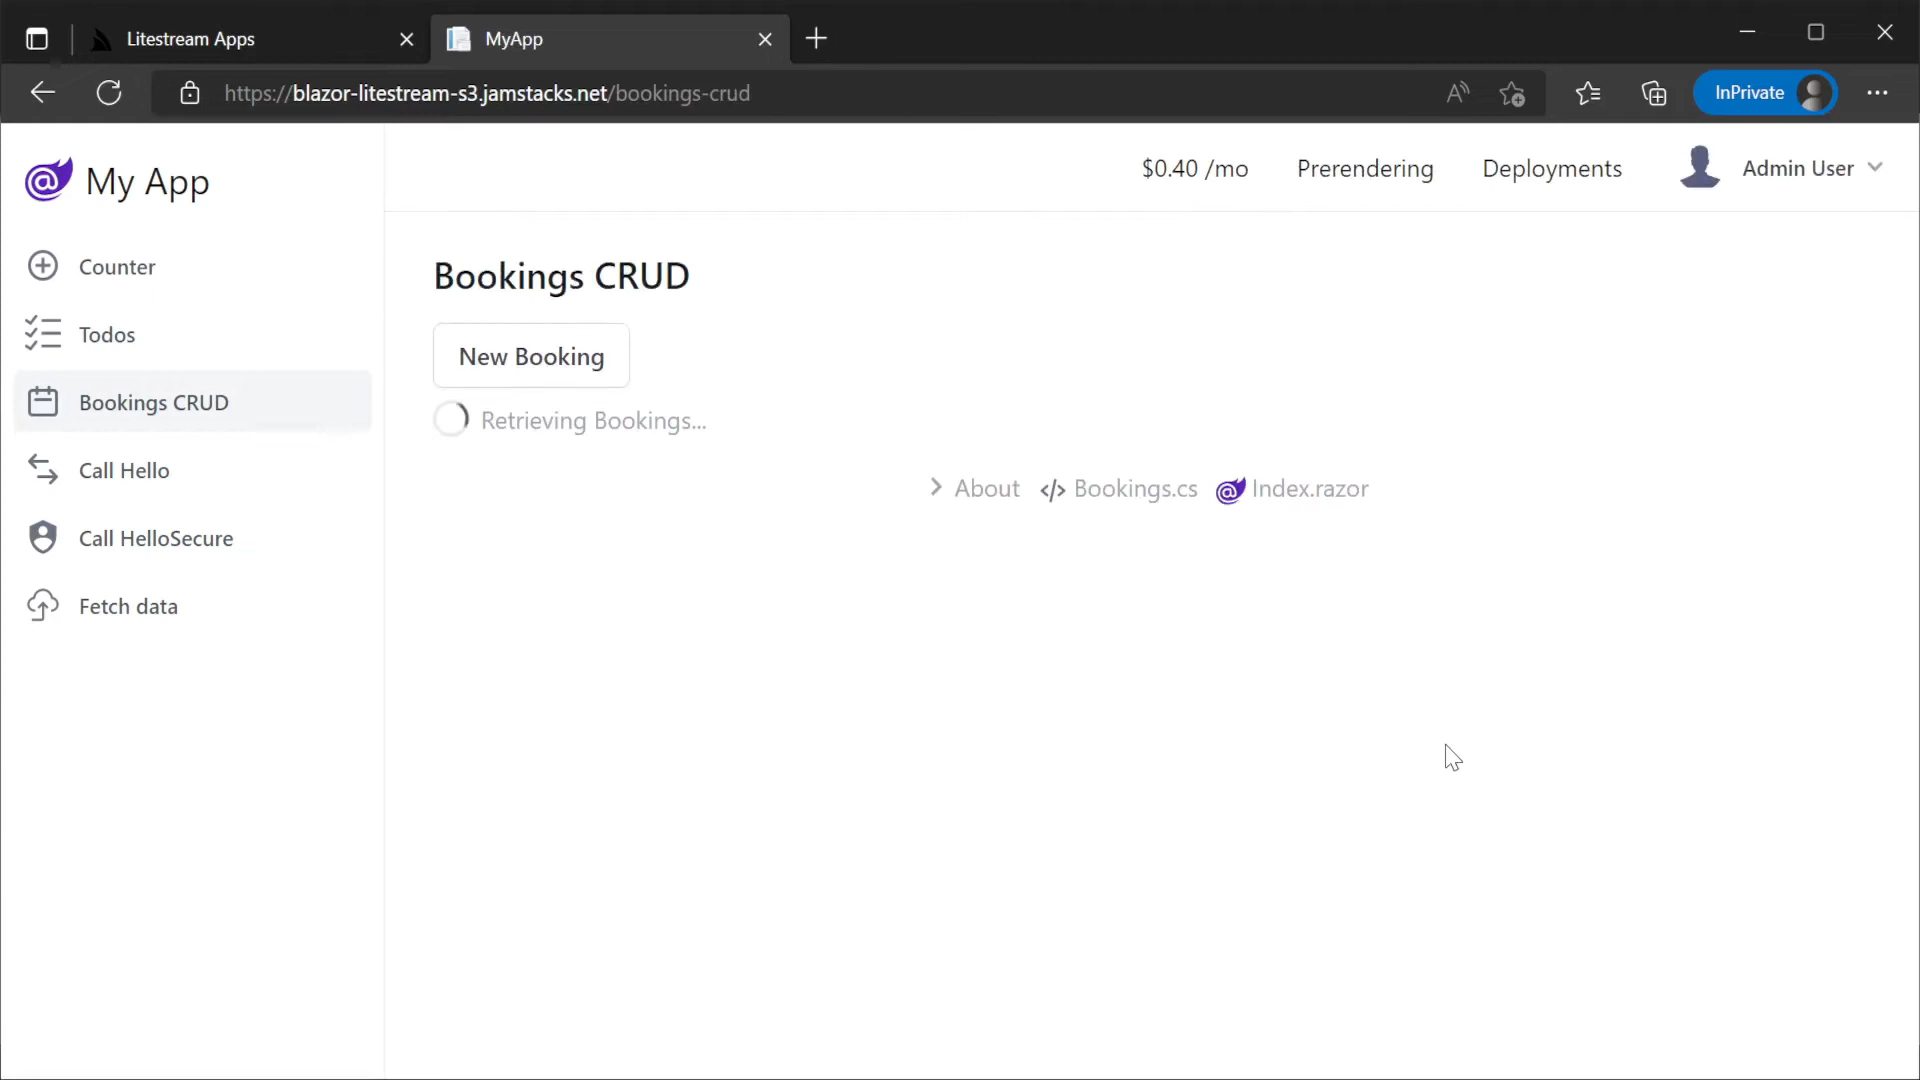 Litestream Apps
MyApp
https://blazor-litestream-s3.jamstacks.net/bookings-crud
InPrivate
My App
$0.40 /mo
Prerendering
Deployments
Admin User
Counter
Todos
Bookings CRUD
Call Hello
Call HelloSecure
Fetch data
Bookings CRUD
New Booking
Retrieving Bookings...
About
Bookings.cs
Index.razor